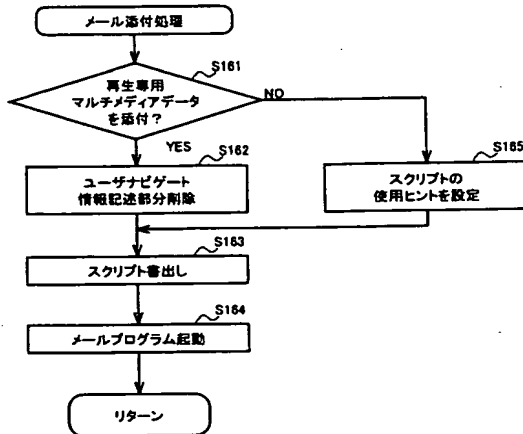 メール添付処理
S161
再生専用
マルチメディアデータ
を添付？
NO
YES
S162
ユーザナビゲート
情報記述部分削除
S165
スクリプトの
使用ヒントを設定
S163
スクリプト書出し
S164
メールプログラム起動
リターン